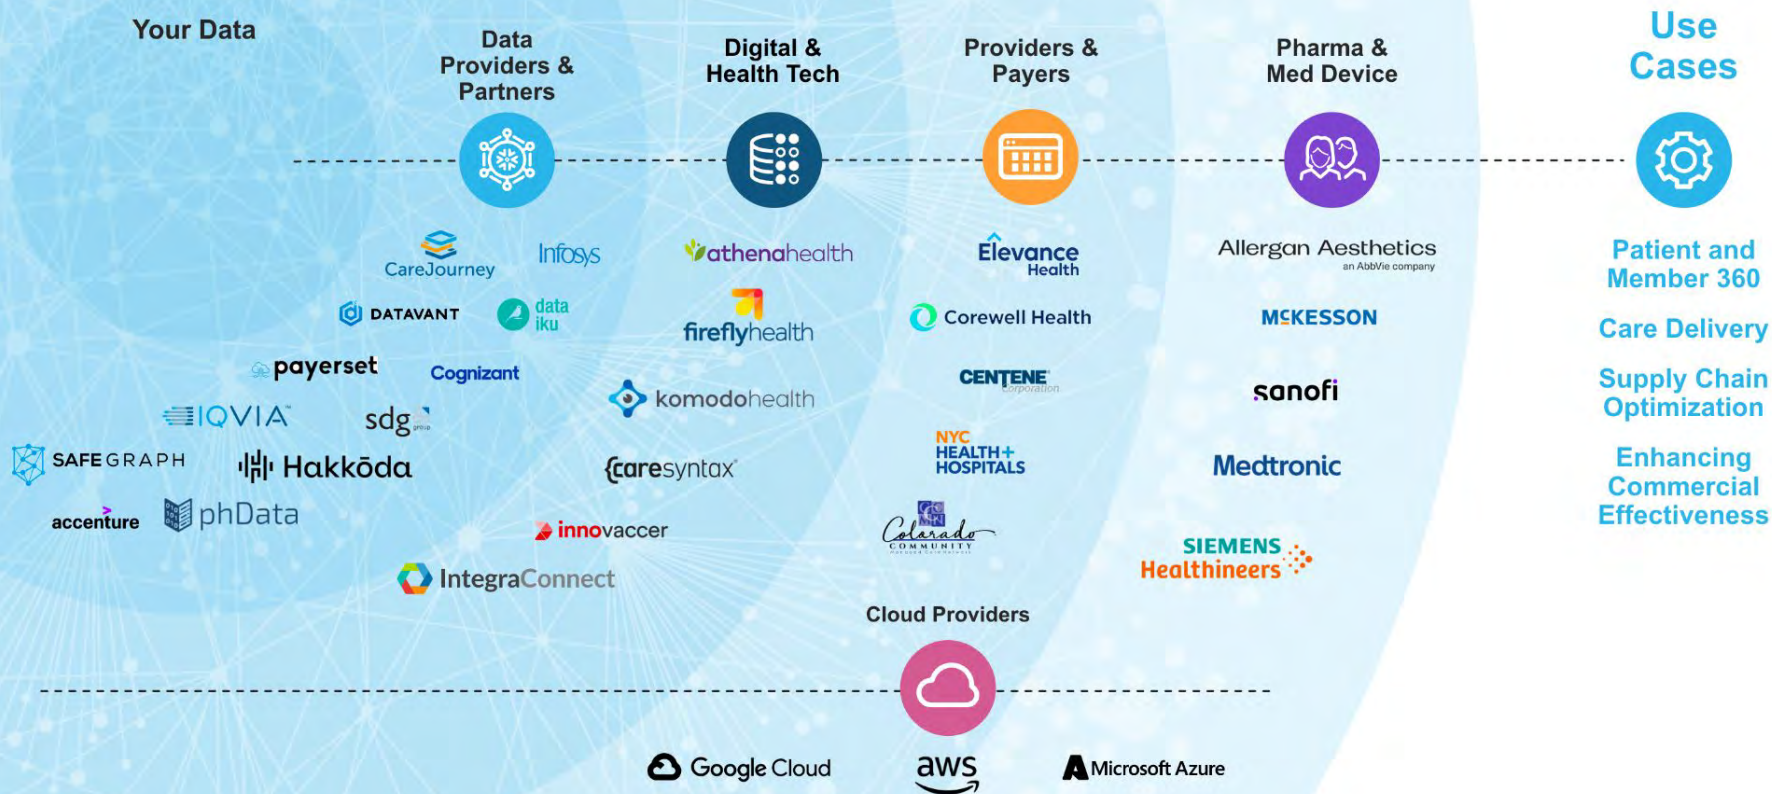 Your Data
Data
Providers &
Partners
Digital &
Health Tech
Providers &
Payers
Pharma &
Med Device
Use
Cases
CareJourney
Infosys
DATAVANT
data
iku
payerset
Cognizant
IQVIA™
sdg
group
SAFEGRAPH
Hakkōda
accenture
phData
athenahealth
fireflyhealth
komodohealth
{caresyntax®
innovaccer
IntegraConnect
Elevance
Health
Corewell Health
CENTENE®
Corporation
NYC
HEALTH+
HOSPITALS
Colorado
COMMUNITY
Allergan Aesthetics
an AbbVie company
MCKESSON
sanofi
Medtronic
SIEMENS
Healthineers
Patient and
Member 360
Care Delivery
Supply Chain
Optimization
Enhancing
Commercial
Effectiveness
Cloud Providers
Google Cloud
aws
Microsoft Azure